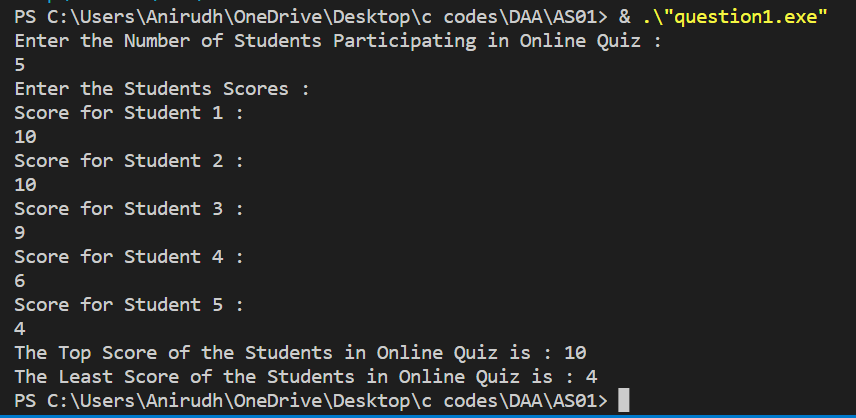 PS C:\Users\Anirudh\OneDrive\Desktop\c codes\DAA\AS01> & .\"question1.exe"
Enter the Number of Students Participating in Online Quiz :
5
Enter the Students Scores :
Score for Student 1 :
10
Score for Student 2 :
10
Score for Student 3 :
9
Score for Student 4 :
6
Score for Student 5 :
4
The Top Score of the Students in Online Quiz is : 10
The Least Score of the Students in Online Quiz is : 4
PS C:\Users\Anirudh\OneDrive\Desktop\c codes\DAA\AS01>